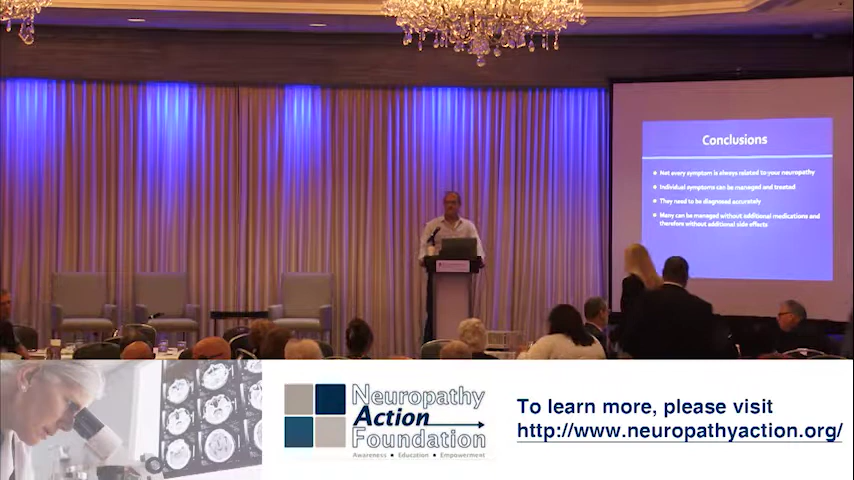 Conclusions
Not every symptom is always related to your neuropathy
Individual symptoms can be managed and treated
They need to be diagnosed accurately
Many can be managed without additional medications and
therefore without additional side effects
Neuropathy
Action
Foundation
Awareness • Education • Empowerment
To learn more, please visit
http://www.neuropathyaction.org/